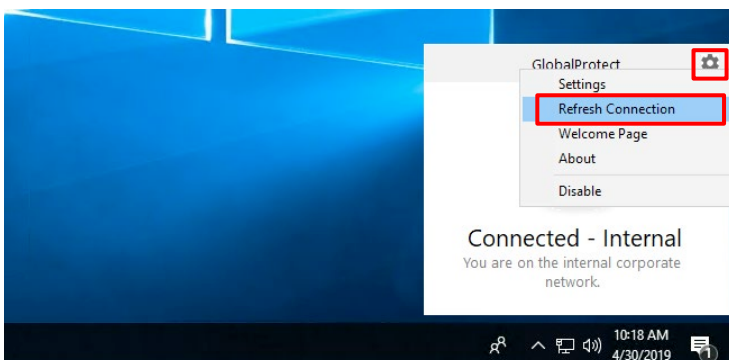 GlobalProtect
Settings
Refresh Connection
Welcome Page
About
Disable
Connected - Internal
You are on the internal corporate
network.
10:18 AM
4/30/2019
1